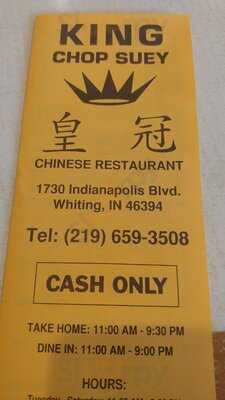 KING
CHOP SUEY
皇 冠
CHINESE RESTAURANT
1730 Indianapolis Blvd.
Whiting, IN 46394
Tel: (219) 659-3508
CASH ONLY
TAKE HOME: 11:00 AM - 9:30 PM
DINE IN: 11:00 AM - 9:00 PM
HOURS: